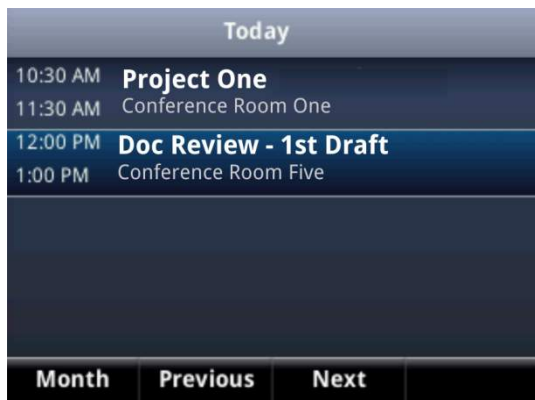 Today
10:30 AM Project One
11:30 AM Conference Room One
12:00 PM Doc Review - 1st Draft
1:00 PM Conference Room Five
Month Previous Next